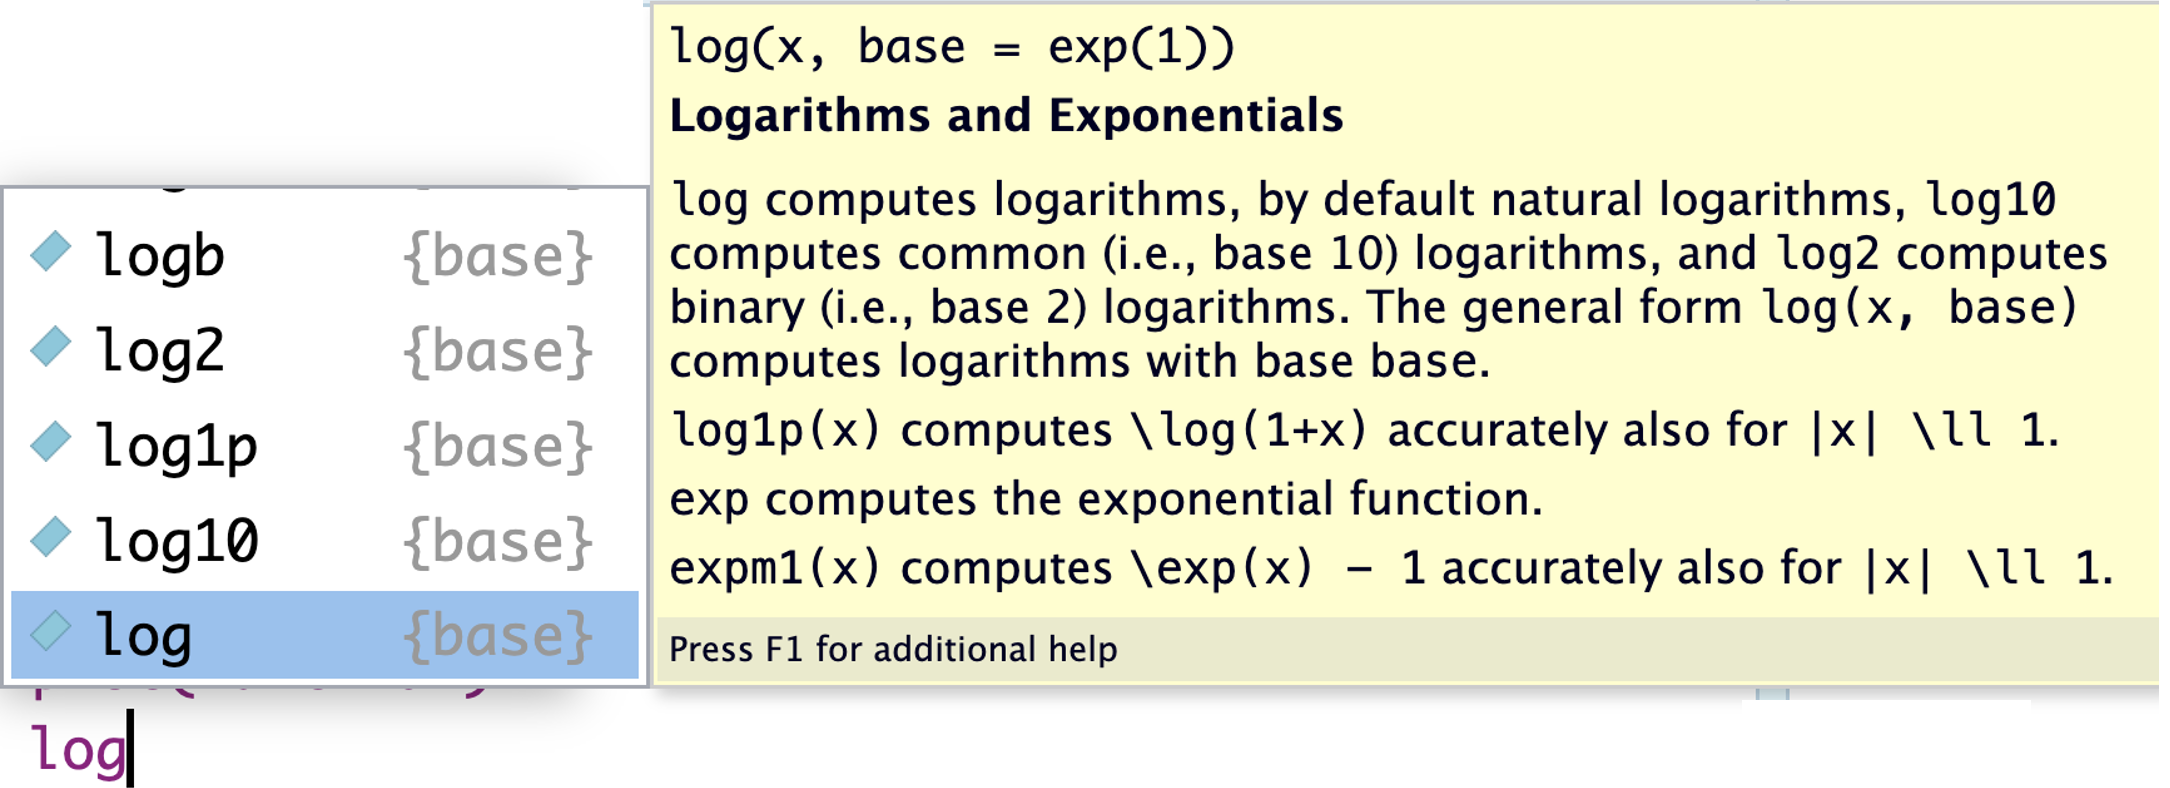 log(x, base = exp(1))
Logarithms and Exponentials
log computes logarithms, by default natural logarithms, log10
computes common (i.e., base 10) logarithms, and log2 computes
binary (i.e., base 2) logarithms. The general form log(x, base)
computes logarithms with base base.
log1p(x) computes \log(1+x) accurately also for |x| \ll 1.
exp computes the exponential function.
expm1(x) computes \exp(x) - 1 accurately also for |x| \ll 1.
Press F1 for additional help
logb {base}
log2 {base}
log1p {base}
log10 {base}
log {base}
log